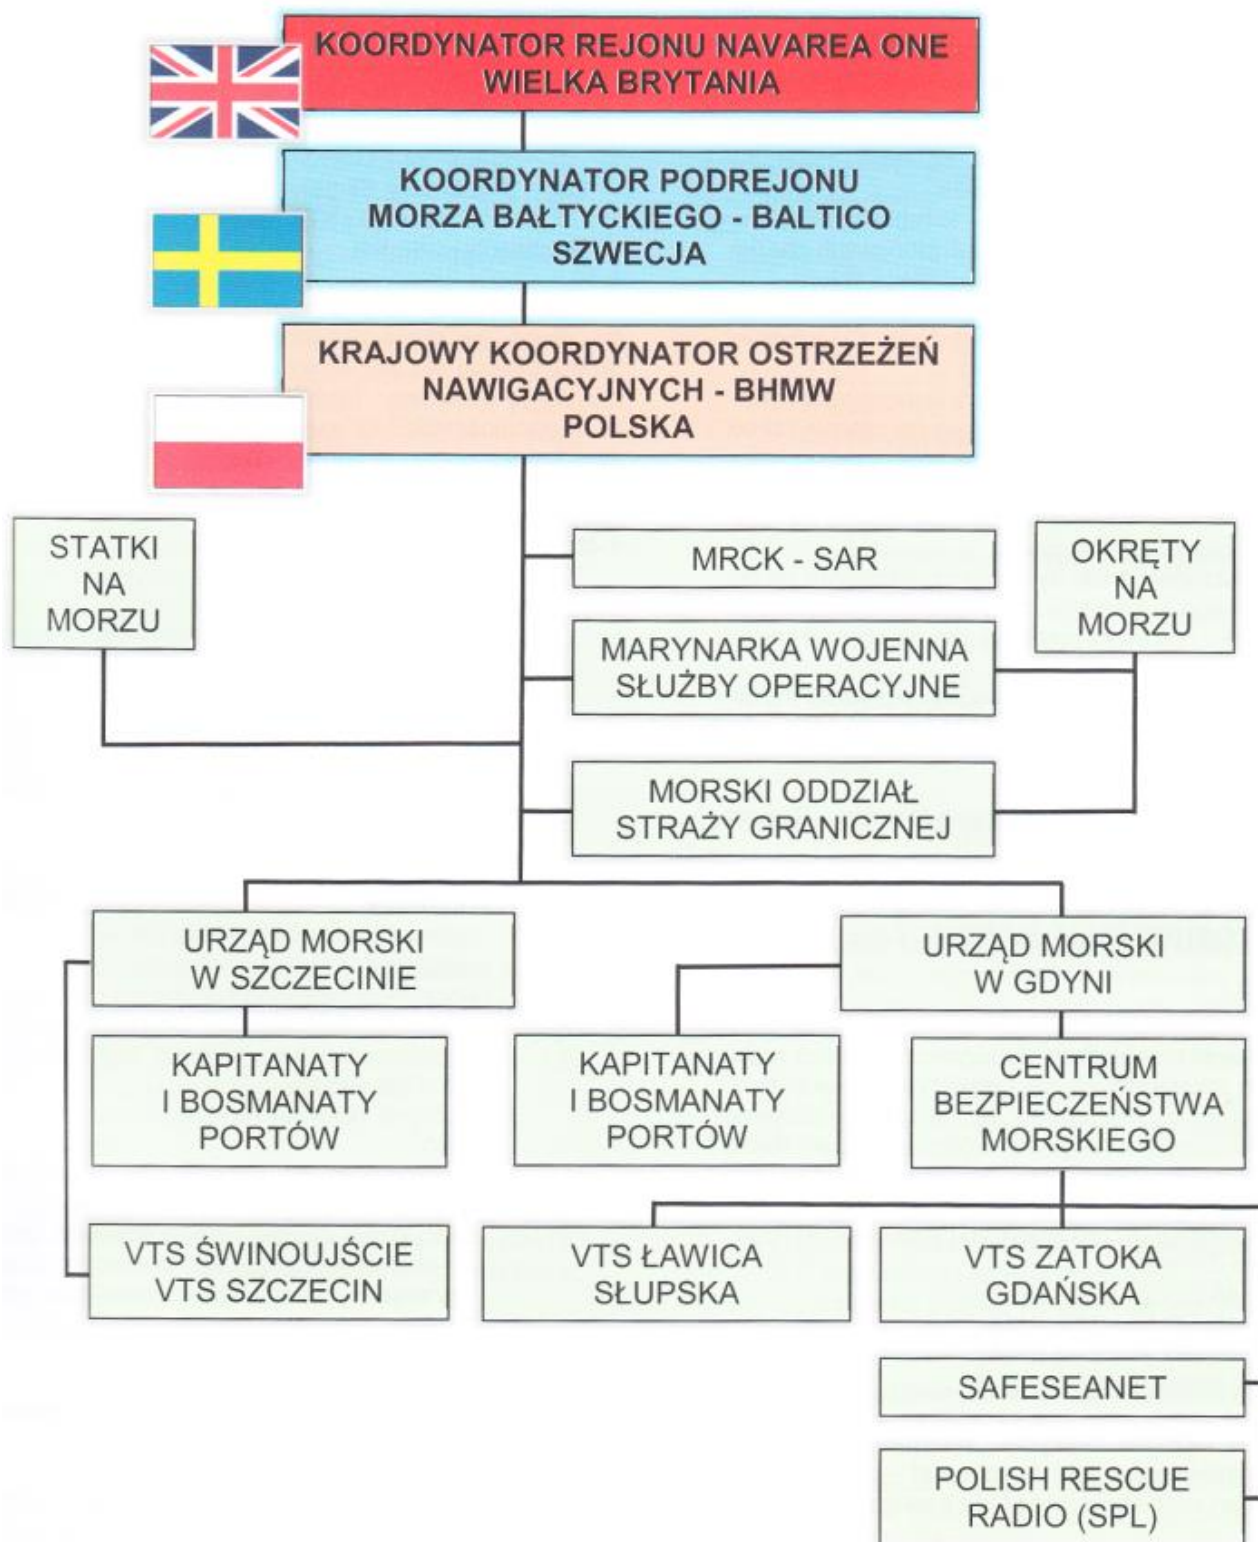 KOORDYNATOR REJONU NAVAREA ONE
WIELKA BRYTANIA
KOORDYNATOR PODREJONU
MORZA BAŁTYCKIEGO - BALTICO
SZWECJA
KRAJOWY KOORDYNATOR OSTRZEŻEŃ
NAWIGACYJNYCH - BHMW
POLSKA
STATKI
NA
MORZU
MRCK - SAR
OKRĘTY
NA
MORZU
MARYNARKA WOJENNA
SŁUŻBY OPERACYJNE
MORSKI ODDZIAŁ
STRAŻY GRANICZNEJ
URZĄD MORSKI
W SZCZECINIE
URZĄD MORSKI
W GDYNI
KAPITANATY
I BOSMANATY
PORTÓW
KAPITANATY
I BOSMANATY
PORTÓW
CENTRUM
BEZPIECZEŃSTWA
MORSKIEGO
VTS ŚWINOUJŚCIE
VTS SZCZECIN
VTS ŁAWICA
SŁUPSKA
VTS ZATOKA
GDAŃSKA
SAFESEANET
POLISH RESCUE
RADIO (SPL)